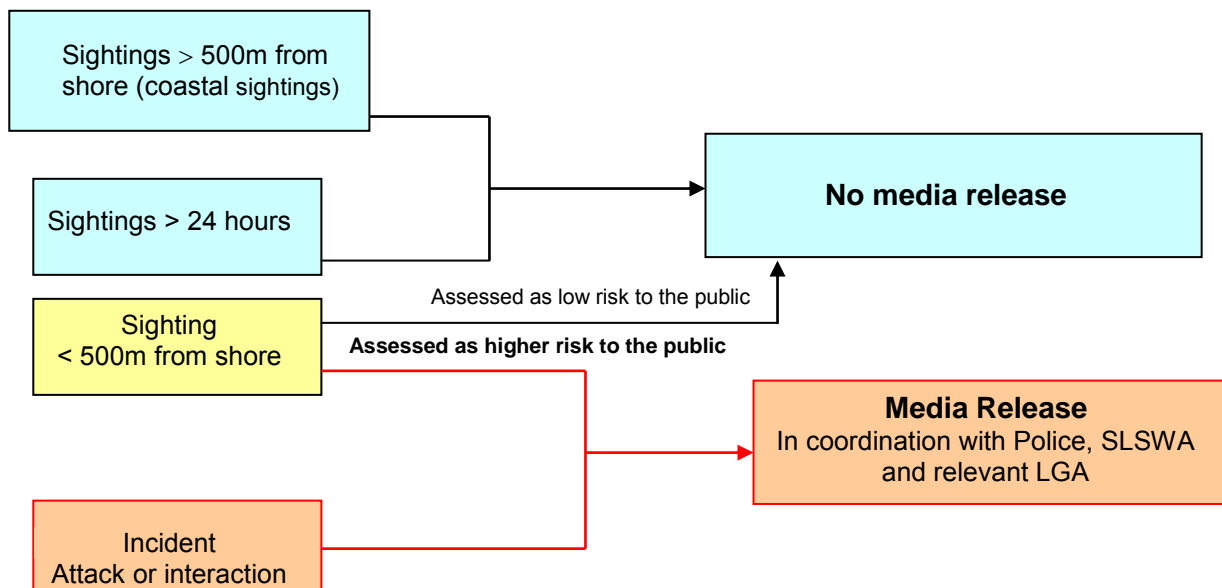 Sightings > 500m from
shore (coastal sightings)
No media release
Sightings > 24 hours
Assessed as low risk to the public
Sighting
< 500m from shore
Assessed as higher risk to the public
Media Release
In coordination with Police, SLSWA
and relevant LGA
Incident
Attack or interaction